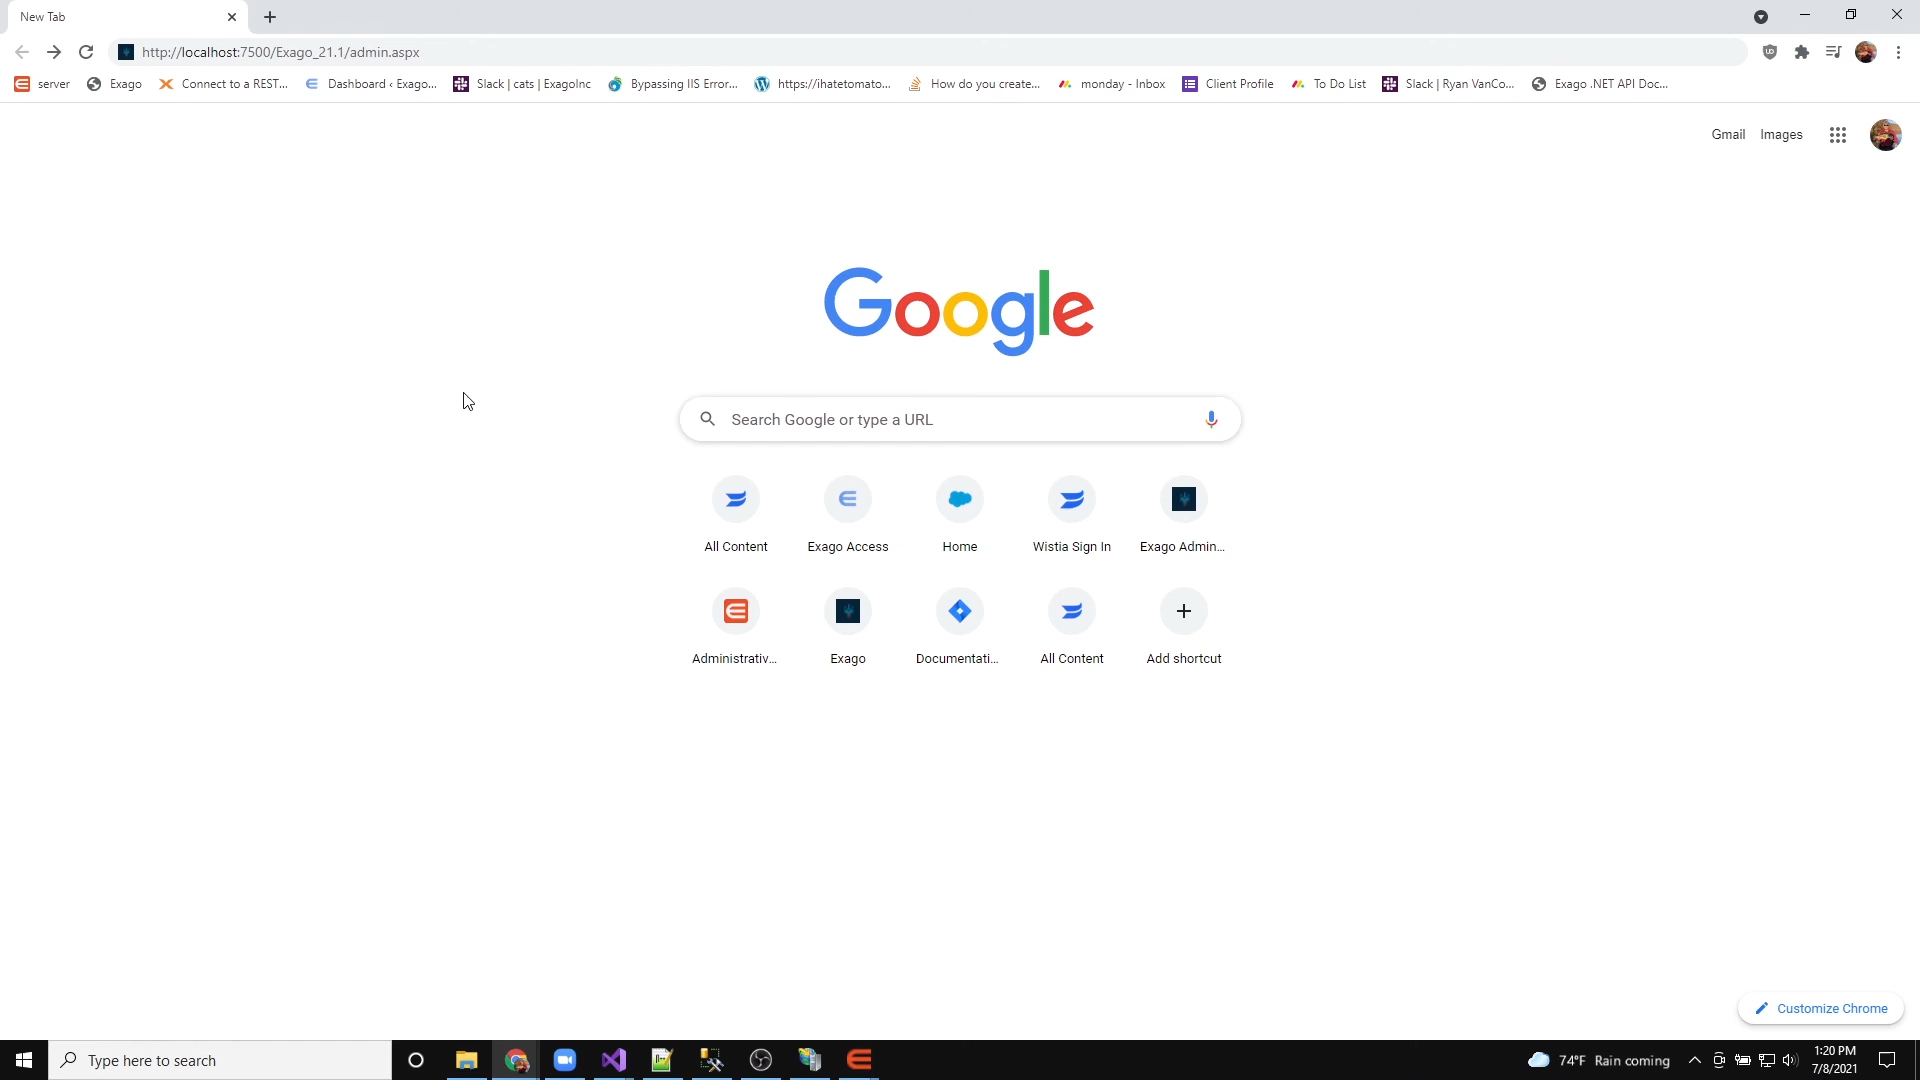 New Tab
http://localhost:7500/Exago_21.1/admin.aspx
server Exago Connect to a REST... Dashboard ‹ Exago... Slack | cats | ExagoInc Bypassing IIS Error... https://ihatetomato... How do you create... monday - Inbox Client Profile To Do List Slack | Ryan VanCo... Exago .NET API Doc...
Gmail Images
Google
Search Google or type a URL
All Content Exago Access Home Wistia Sign In Exago Admin...
Administrativ... Exago Documentati... All Content Add shortcut
Customize Chrome
Type here to search
74°F Rain coming
1:20 PM
7/8/2021